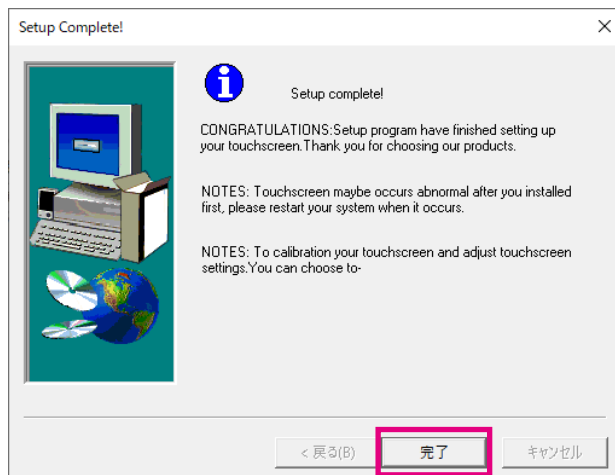 Setup Complete!
Setup complete!
CONGRATULATIONS:Setup program have finished setting up
your touchscreen.Thank you for choosing our products.
NOTES: Touchscreen maybe occurs abnormal after you installed
first, please restart your system when it occurs.
NOTES: To calibration your touchscreen and adjust touchscreen
settings.You can choose to-
< 戻る(B) 完了 キャンセル